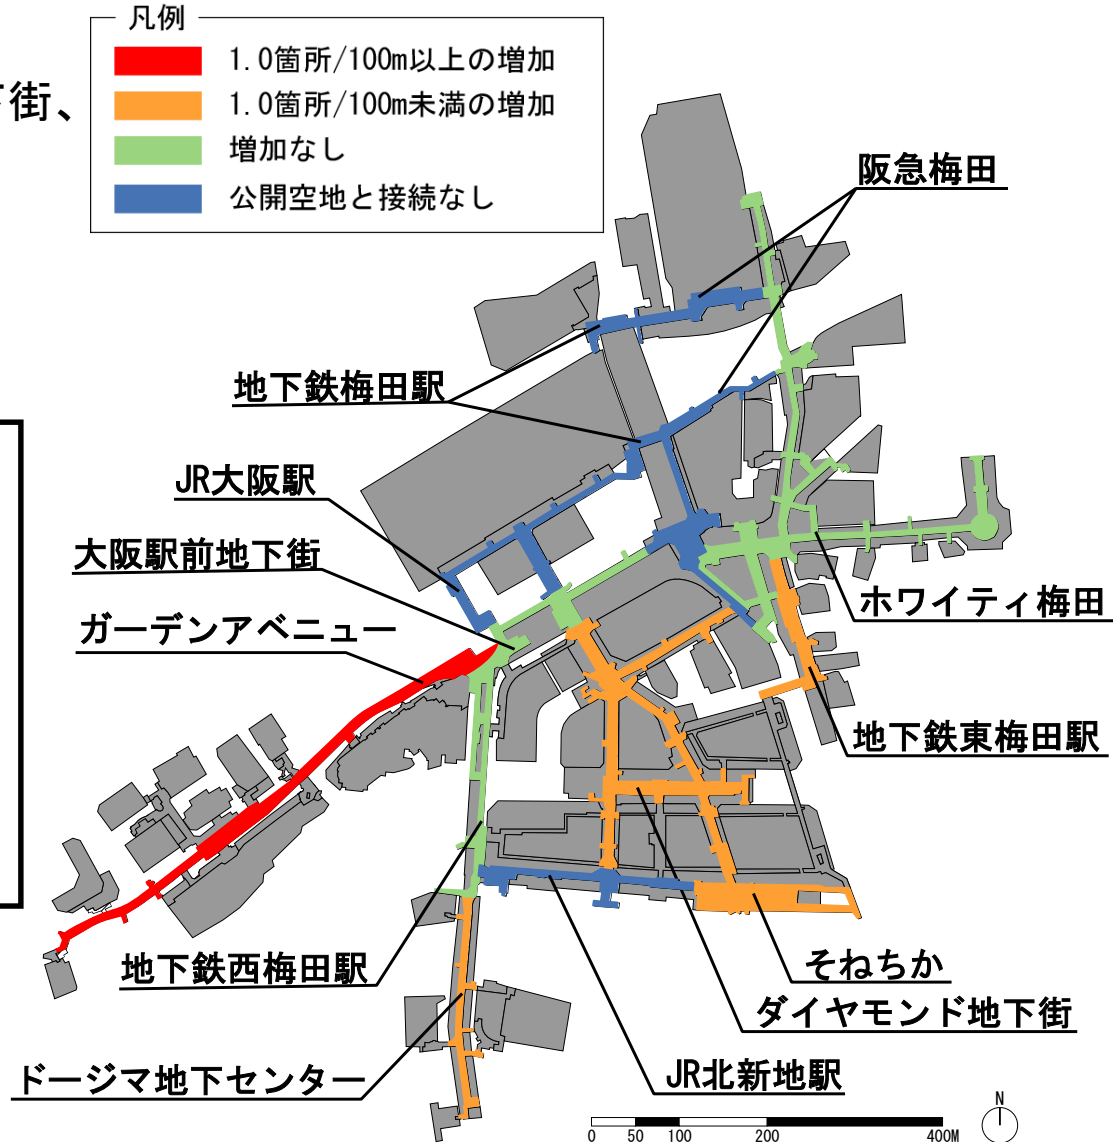 凡例
1.0箇所/100m以上の増加
街、
1.0箇所/100m未満の増加
増加なし
公開空地と接続なし
阪急梅田
地下鉄梅田駅
JR大阪駅
大阪駅前地下街
ガーデンアベニュー
ホワイティ梅田
地下鉄東梅田駅
地下鉄西梅田駅
そねちか
ダイヤモンド地下街
ドージマ地下センター
JR北新地駅
N
0 50 100 200 400M